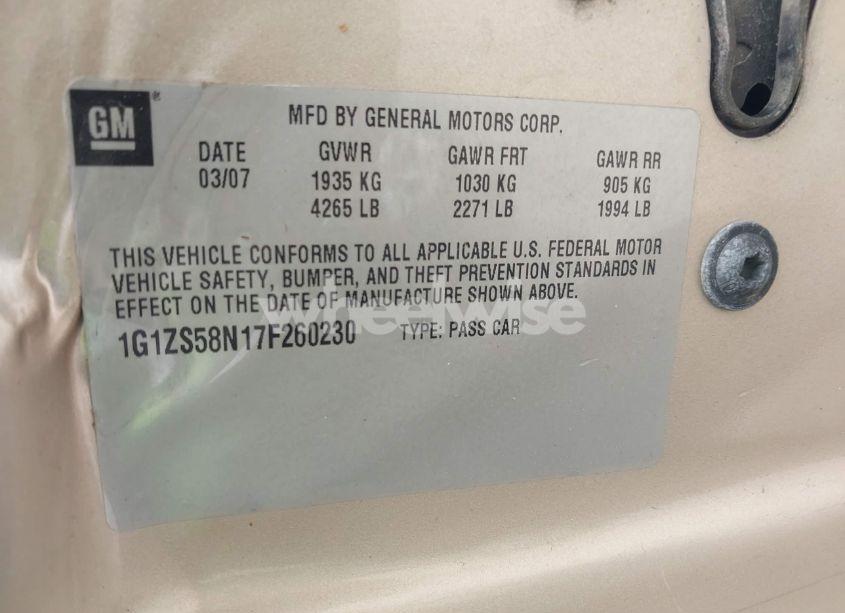 GM®
MFD BY GENERAL MOTORS CORP.
DATE GVWR GAWR FRT GAWR RR
03/07 1935 KG 1030 KG 905 KG
4265 LB 2271 LB 1994 LB
THIS VEHICLE CONFORMS TO ALL APPLICABLE U.S. FEDERAL MOTOR
VEHICLE SAFETY, BUMPER, AND THEFT PREVENTION STANDARDS IN
EFFECT ON THE DATE OF MANUFACTURE SHOWN ABOVE.
wheelwise
1G1ZS58N17F260230 TYPE: PASS CAR